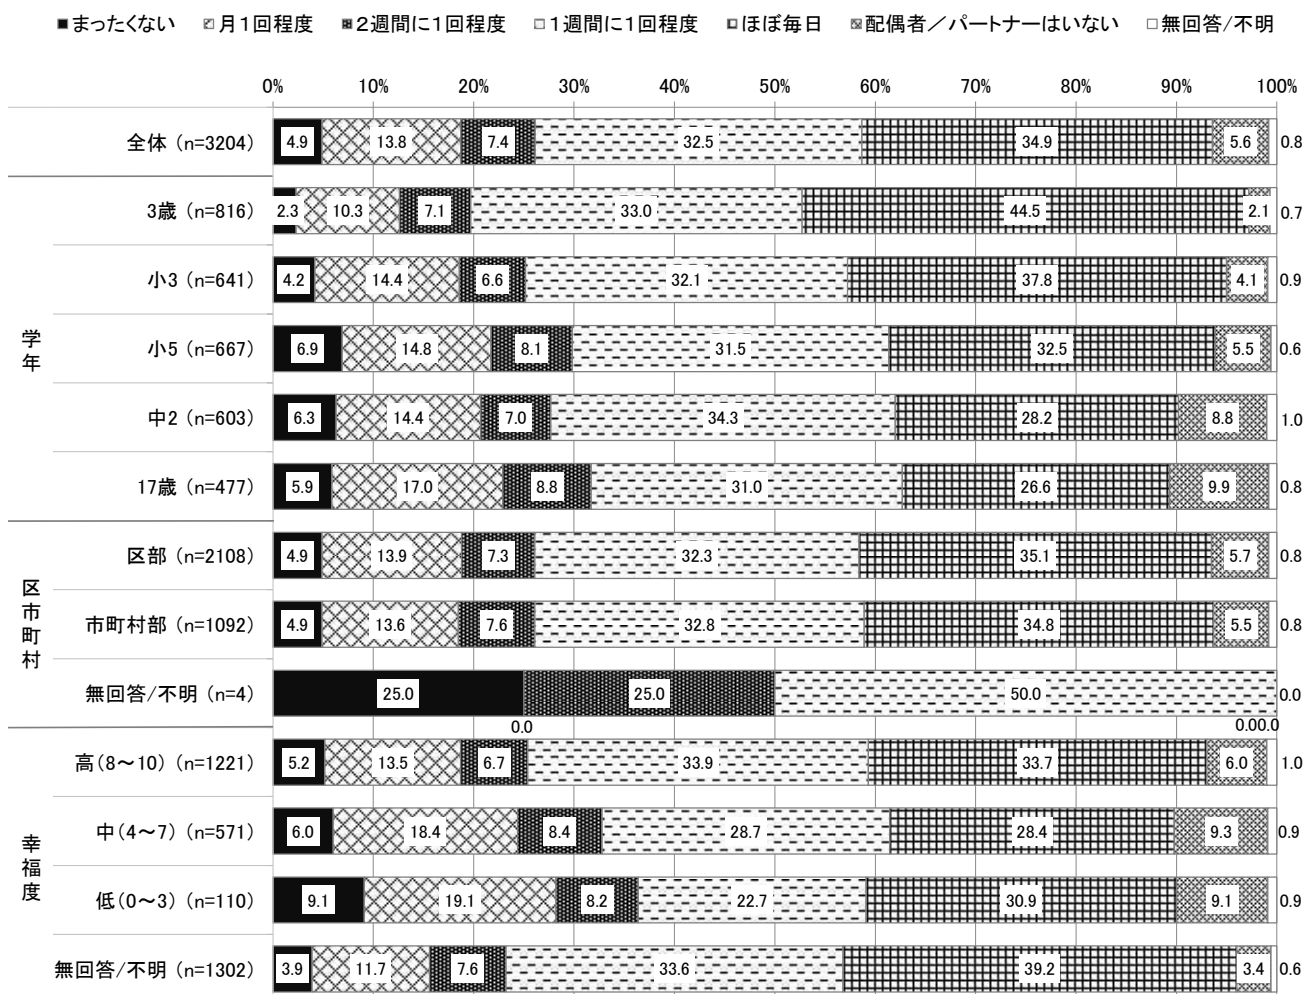 ■まったくない ☒月1回程度 ■2週間に1回程度 □1週間に1回程度 □ほぼ毎日 ☒配偶者／パートナーはいない □無回答/不明
0% 10% 20% 30% 40% 50% 60% 70% 80% 90% 100%
全体（n=3204） 4.9 13.8 7.4 32.5 34.9 5.6 0.8
学年
3歳（n=816） 2.3 10.3 7.1 33.0 44.5 2.1 0.7
小3（n=641） 4.2 14.4 6.6 32.1 37.8 4.1 0.9
小5（n=667） 6.9 14.8 8.1 31.5 32.5 5.5 0.6
中2（n=603） 6.3 14.4 7.0 34.3 28.2 8.8 1.0
17歳（n=477） 5.9 17.0 8.8 31.0 26.6 9.9 0.8
区市町村
区部（n=2108） 4.9 13.9 7.3 32.3 35.1 5.7 0.8
市町村部（n=1092） 4.9 13.6 7.6 32.8 34.8 5.5 0.8
無回答/不明（n=4） 25.0 25.0 50.0 0.0
0.0 0.00.0
幸福度
高（8～10）（n=1221） 5.2 13.5 6.7 33.9 33.7 6.0 1.0
中（4～7）（n=571） 6.0 18.4 8.4 28.7 28.4 9.3 0.9
低（0～3）（n=110） 9.1 19.1 8.2 22.7 30.9 9.1 0.9
無回答/不明（n=1302） 3.9 11.7 7.6 33.6 39.2 3.4 0.6